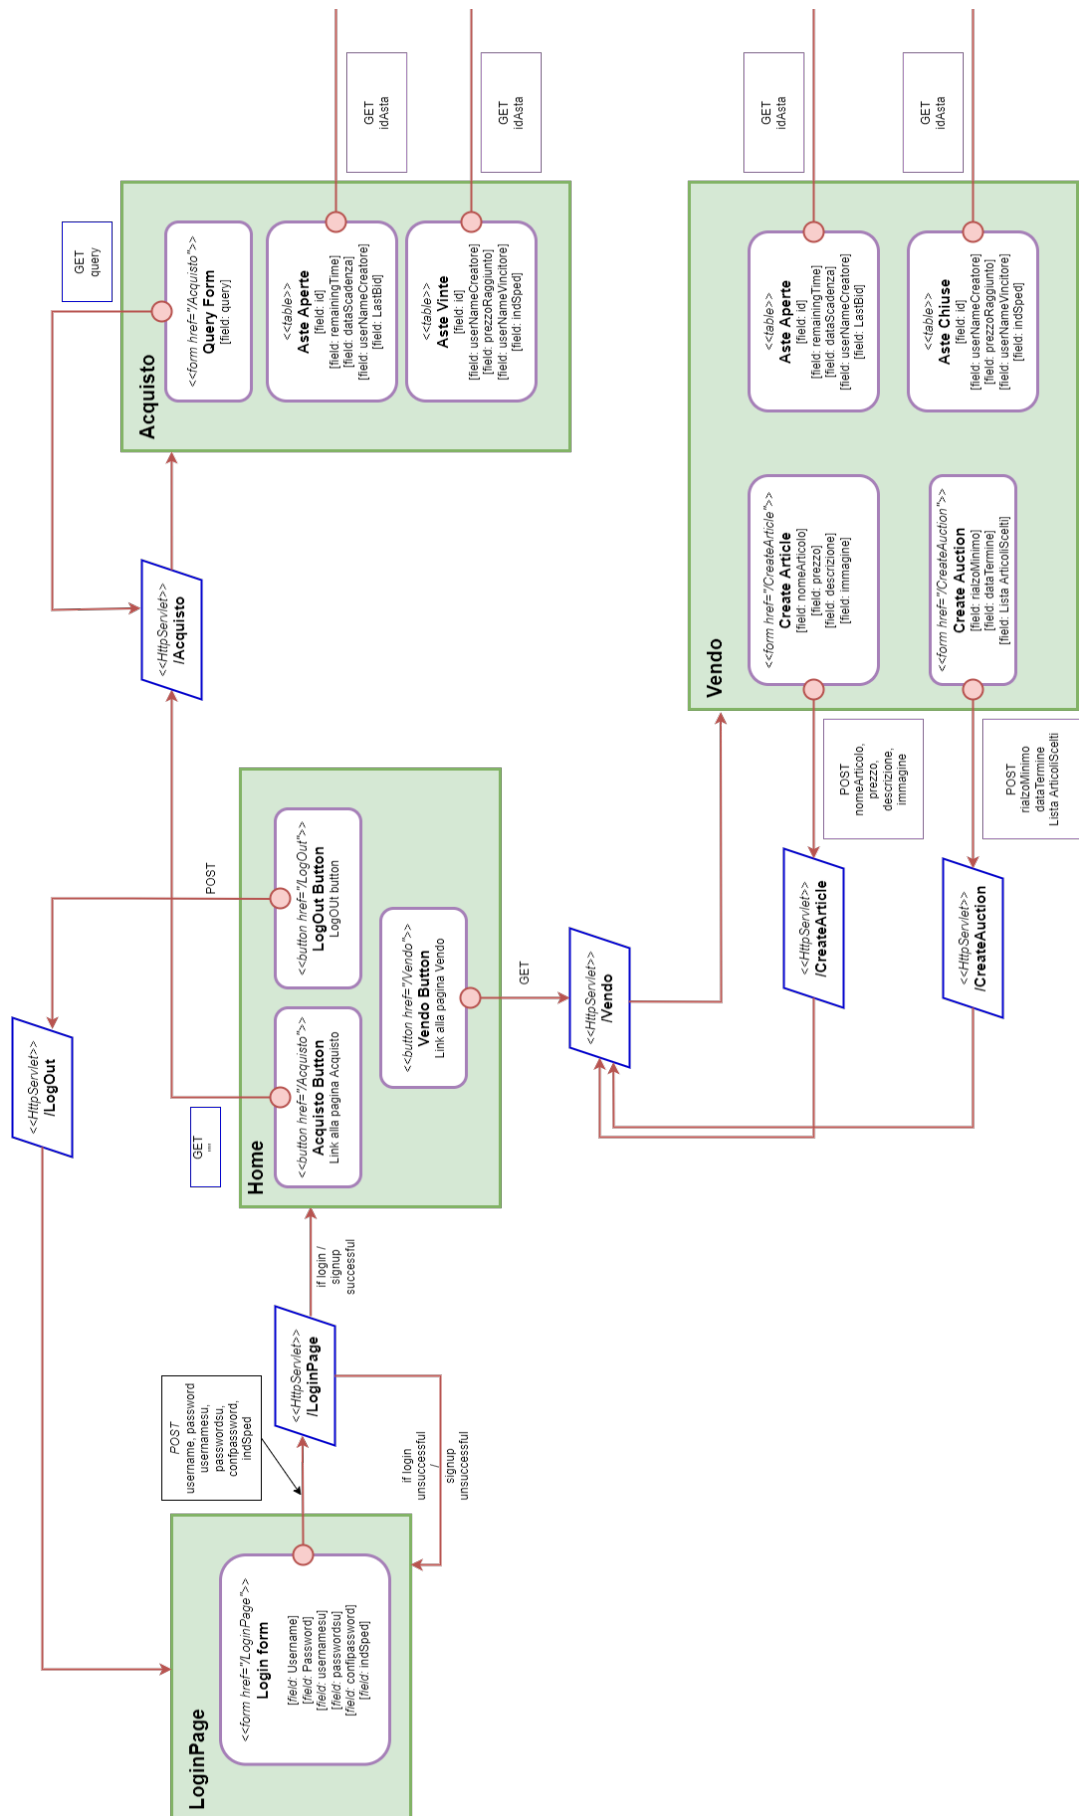 LoginPage
<<form href="/LoginPage">>
Login form
[field: Username]
[field: Password]
[field: usernamesu]
[field: passwordsu]
[field: confipassword]
[field: indSped]
POST
username, password
usernamesu,
passwordsu,
confpassword,
indSped
<<HttpServlet>>
/LoginPage
if login /
signup
successful
if login
unsuccessful
/
signup
unsuccessful
<<HttpServlet>>
/LogOut
Home
<<button href="/Acquisto">>
Acquisto Button
Link alla pagina Acquisto
<<button href="/LogOut">>
LogOut Button
LogOUt button
<<button href="/Vendo">>
Vendo Button
Link alla pagina Vendo
GET
---
POST
GET
<<HttpServlet>>
/Acquisto
<<HttpServlet>>
/Vendo
GET
query
Acquisto
<<form href="/Acquisto">>
Query Form
[field: query]
<<table>>
Aste Aperte
[field: id]
[field: remainingTime]
[field: dataScadenza]
[field: userNameCreatore]
[field: LastBid]
<<table>>
Aste Vinte
[field: id]
[field: userNameCreatore]
[field: prezzoRaggiunto]
[field: userNameVincitore]
[field: indSped]
GET
idAsta
GET
idAsta
Vendo
<<form href="/CreateArticle">>
Create Article
[field: nomeArticolo]
[field: prezzo]
[field: descrizione]
[field: immagine]
<<form href="/CreateAuction">>
Create Auction
[field: rialzoMinimo]
[field: dataTermine]
[field: Lista ArticoliScelti]
<<table>>
Aste Aperte
[field: id]
[field: remainingTime]
[field: dataScadenza]
[field: userNameCreatore]
[field: LastBid]
<<table>>
Aste Chiuse
[field: id]
[field: userNameCreatore]
[field: prezzoRaggiunto]
[field: userNameVincitore]
[field: indSped]
GET
idAsta
GET
idAsta
POST
nomeArticolo,
prezzo,
descrizione,
immagine
POST
rialzoMinimo
dataTermine
Lista ArticoliScelti
<<HttpServlet>>
/CreateArticle
<<HttpServlet>>
/CreateAuction